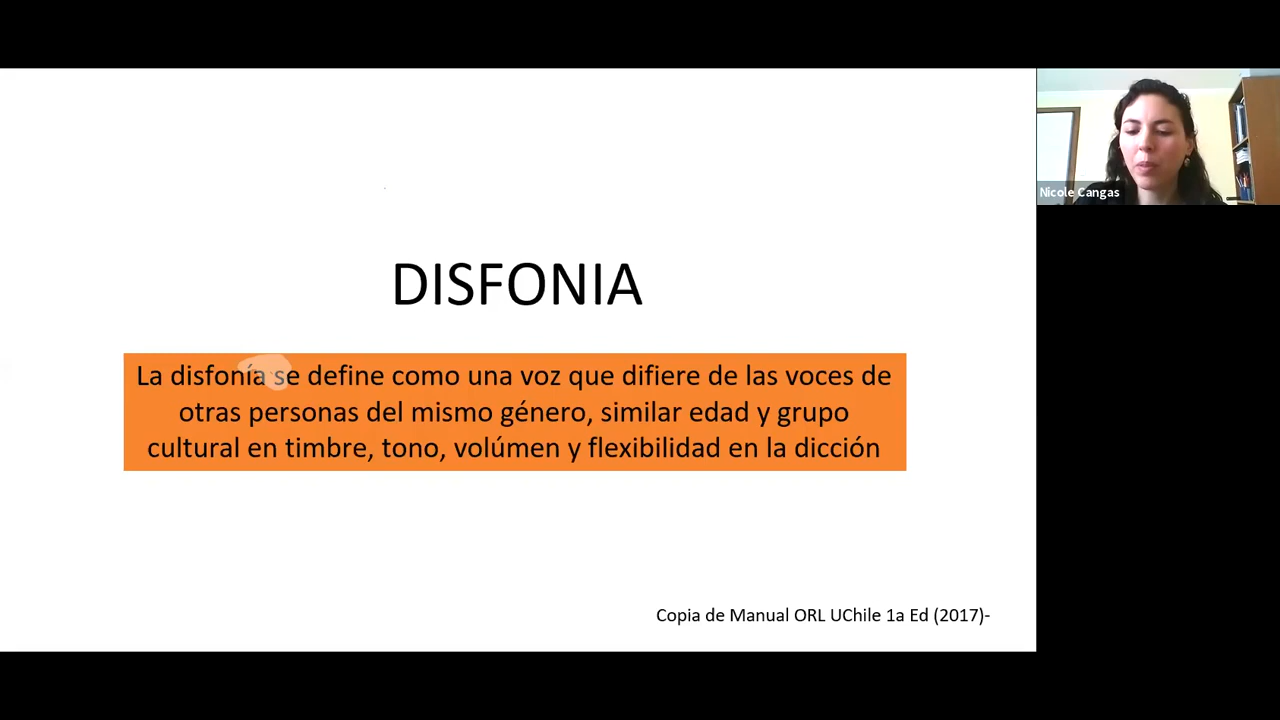 DISFONIA
La disfonía se define como una voz que difiere de las voces de
otras personas del mismo género, similar edad y grupo
cultural en timbre, tono, volúmen y flexibilidad en la dicción
Copia de Manual ORL UChile 1a Ed (2017)-
Nicole Cangas